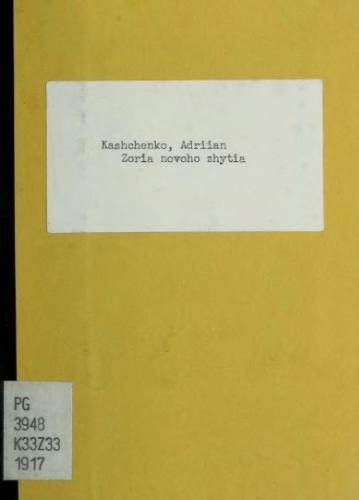 Kashchenko, Adriian
Zoria novoho zhytia
PG
3948
K33Z33
1917